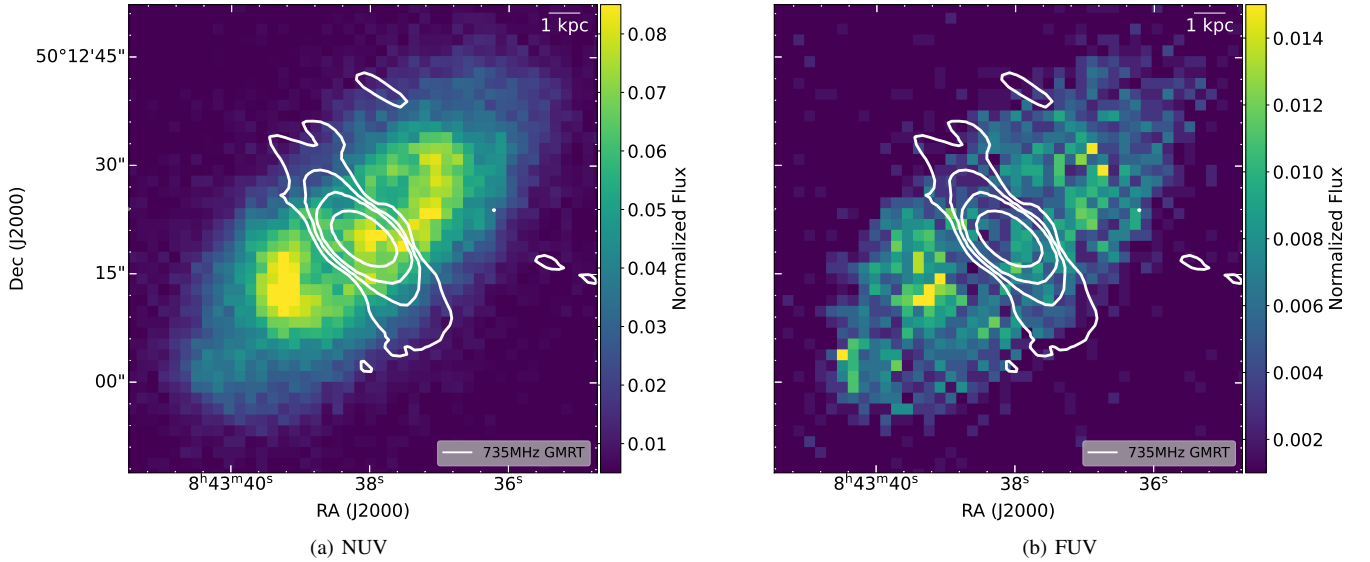 1 kpc
50°12'45"
30"
15"
00"
Dec (J2000)
8ʰ43ᵐ40ˢ
38ˢ
36ˢ
RA (J2000)
735MHz GMRT
0.08
0.07
0.06
0.05
0.04
0.03
0.02
0.01
Normalized Flux
(a) NUV
1 kpc
8ʰ43ᵐ40ˢ
38ˢ
36ˢ
RA (J2000)
735MHz GMRT
0.014
0.012
0.010
0.008
0.006
0.004
0.002
Normalized Flux
(b) FUV